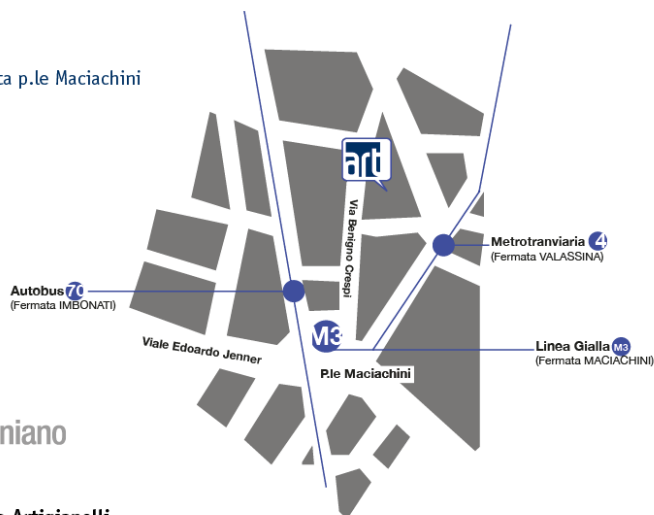 ta p.le Maciachini
art
Via Benigno Crespi
Metrotranviaria 4
(Fermata VALASSINA)
Autobus 70
(Fermata IMBONATI)
M3
Viale Edoardo Jenner
Linea Gialla M3
(Fermata MACIACHINI)
P.le Maciachini
niano
Artigianelli